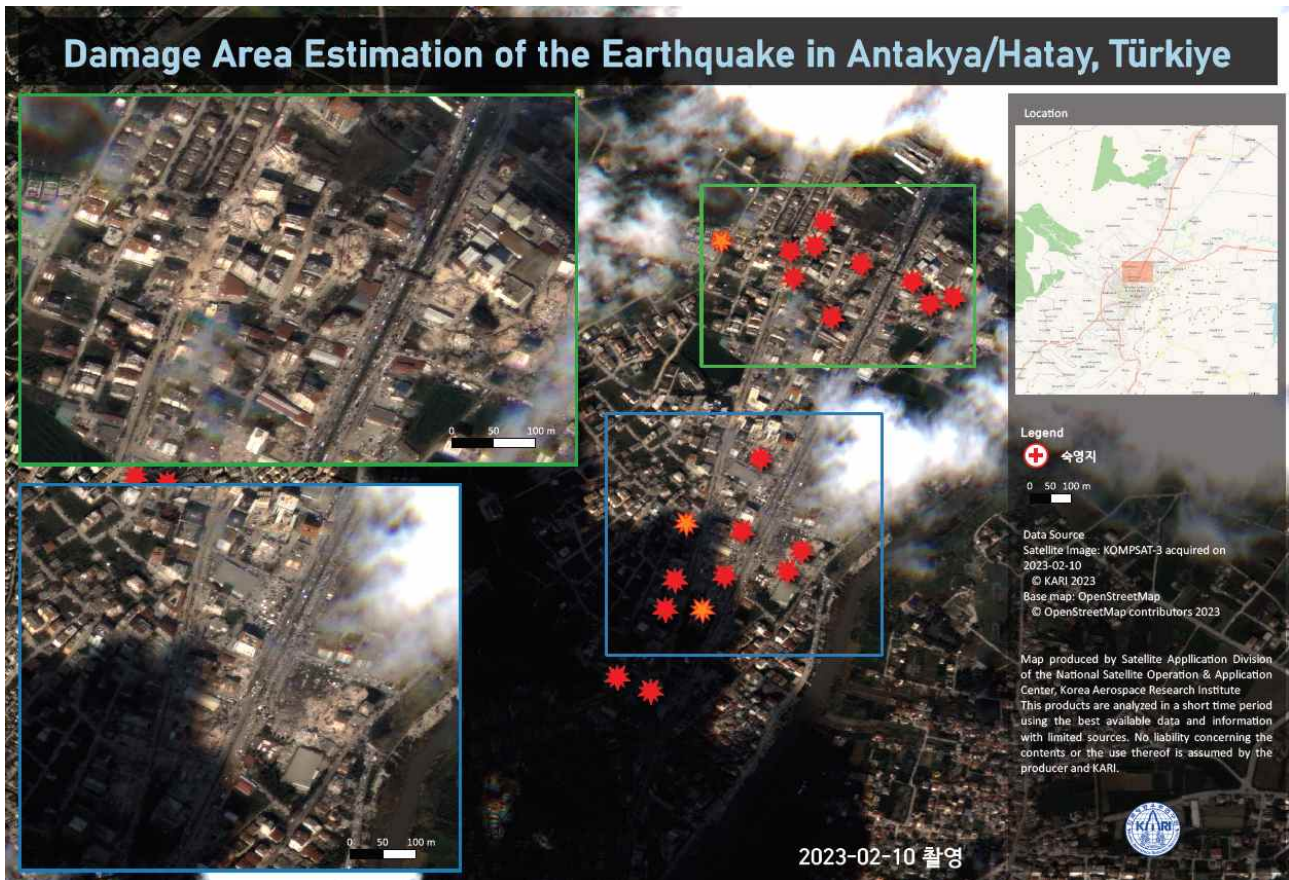 Damage Area Estimation of the Earthquake in Antakya/Hatay, Türkiye
Location
0 50 100 m
Legend
숙영지
0 50 100 m
Data Source
Satellite Image: KOMPSAT-3 acquired on
2023-02-10
© KARI 2023
Base map: OpenStreetMap
© OpenStreetMap contributors 2023
Map produced by Satellite Appllication Division
of the National Satellite Operation & Application
Center, Korea Aerospace Research Institute
This products are analyzed in a short time period
using the best available data and information
with limited sources. No liability concerning the
contents or the use thereof is assumed by the
producer and KARI.
0 50 100 m
2023-02-10 촬영
KARI